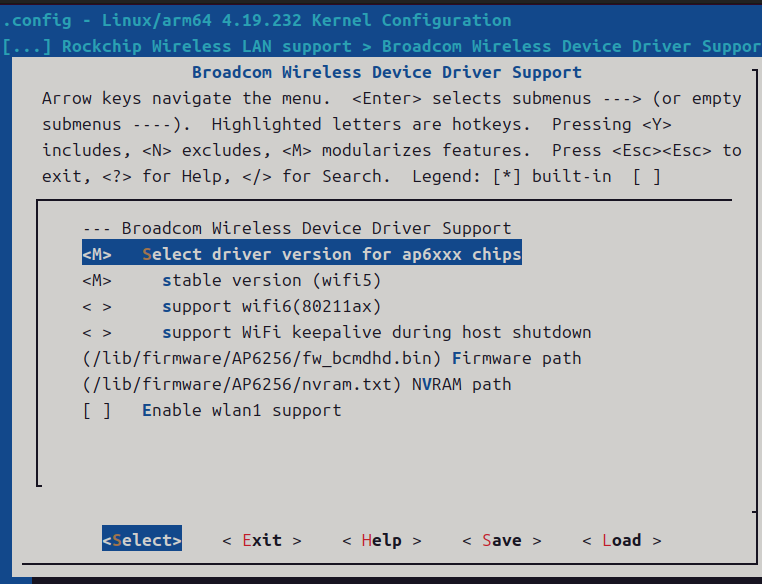 .config - Linux/arm64 4.19.232 Kernel Configuration
[...] Rockchip Wireless LAN support > Broadcom Wireless Device Driver Suppor
Broadcom Wireless Device Driver Support
Arrow keys navigate the menu.  <Enter> selects submenus ---> (or empty
submenus ----).  Highlighted letters are hotkeys.  Pressing <Y>
includes, <N> excludes, <M> modularizes features.  Press <Esc><Esc> to
exit, <?> for Help, </> for Search.  Legend: [*] built-in  [ ]
--- Broadcom Wireless Device Driver Support
<M>   Select driver version for ap6xxx chips
<M>     stable version (wifi5)
< >     support wifi6(80211ax)
< >     support WiFi keepalive during host shutdown
(/lib/firmware/AP6256/fw_bcmdhd.bin) Firmware path
(/lib/firmware/AP6256/nvram.txt) NVRAM path
[ ]   Enable wlan1 support
<Select>    < Exit >    < Help >    < Save >    < Load >